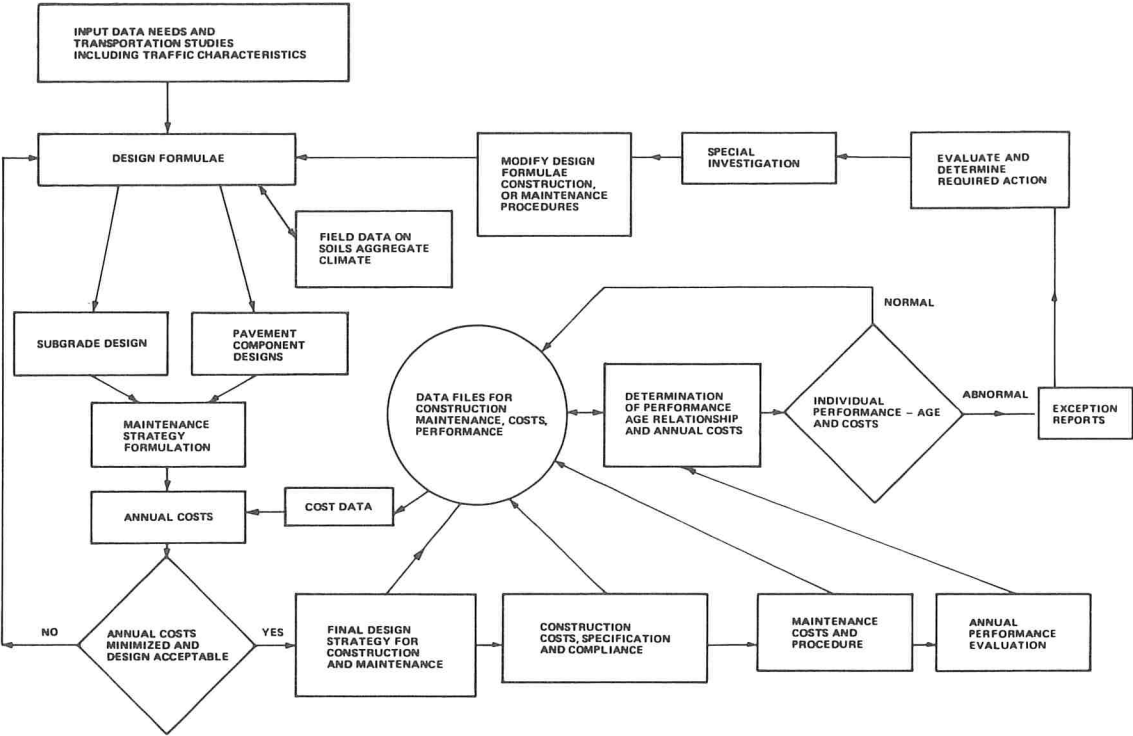 INPUT DATA NEEDS AND
TRANSPORTATION STUDIES
INCLUDING TRAFFIC CHARACTERISTICS
DESIGN FORMULAE
MODIFY DESIGN
FORMULAE
CONSTRUCTION,
OR MAINTENANCE
PROCEDURES
SPECIAL
INVESTIGATION
EVALUATE AND
DETERMINE
REQUIRED ACTION
FIELD DATA ON
SOILS AGGREGATE
CLIMATE
SUBGRADE DESIGN
PAVEMENT
COMPONENT
DESIGNS
NORMAL
DATA FILES FOR
CONSTRUCTION
MAINTENANCE, COSTS,
PERFORMANCE
DETERMINATION
OF PERFORMANCE
AGE RELATIONSHIP
AND ANNUAL COSTS
INDIVIDUAL
PERFORMANCE – AGE
AND COSTS
ABNORMAL
EXCEPTION
REPORTS
MAINTENANCE
STRATEGY
FORMULATION
ANNUAL COSTS
COST DATA
NO
ANNUAL COSTS
MINIMIZED AND
DESIGN ACCEPTABLE
YES
FINAL DESIGN
STRATEGY FOR
CONSTRUCTION
AND MAINTENANCE
CONSTRUCTION
COSTS, SPECIFICATION
AND COMPLIANCE
MAINTENANCE
COSTS AND
PROCEDURE
ANNUAL
PERFORMANCE
EVALUATION